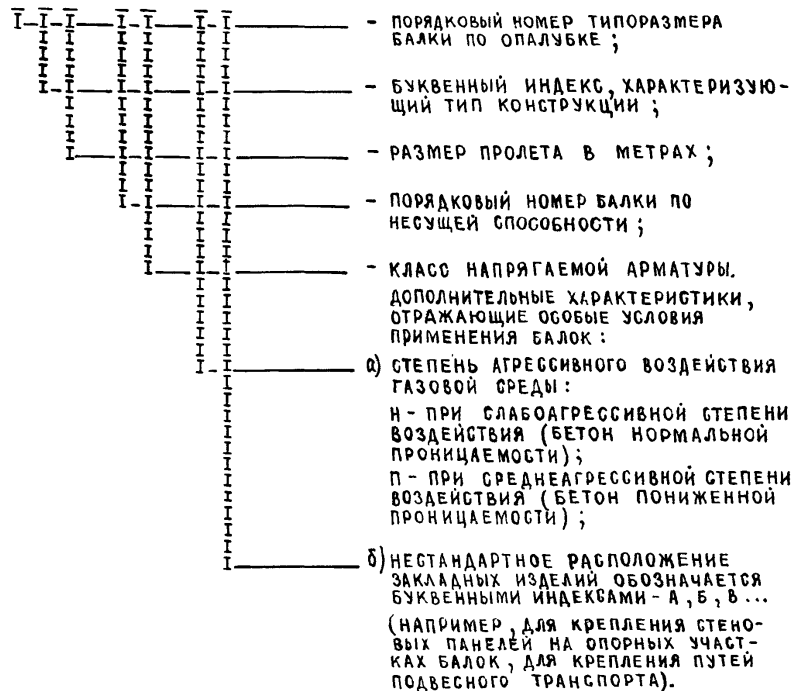 - ПОРЯДКОВЫЙ НОМЕР ТИПОРАЗМЕРА
БАЛКИ ПО ОПАЛУБКЕ;
- БУКВЕННЫЙ ИНДЕКС, ХАРАКТЕРИЗУЮ-
ЩИЙ ТИП КОНСТРУКЦИИ;
- РАЗМЕР ПРОЛЕТА В МЕТРАХ;
- ПОРЯДКОВЫЙ НОМЕР БАЛКИ ПО
НЕСУЩЕЙ СПОСОБНОСТИ;
- КЛАСС НАПРЯГАЕМОЙ АРМАТУРЫ.
ДОПОЛНИТЕЛЬНЫЕ ХАРАКТЕРИСТИКИ,
ОТРАЖАЮЩИЕ ОСОБЫЕ УСЛОВИЯ
ПРИМЕНЕНИЯ БАЛОК:
а) СТЕПЕНЬ АГРЕССИВНОГО ВОЗДЕЙСТВИЯ
ГАЗОВОЙ СРЕДЫ:
Н - ПРИ СЛАБОАГРЕССИВНОЙ СТЕПЕНИ
ВОЗДЕЙСТВИЯ (БЕТОН НОРМАЛЬНОЙ
ПРОНИЦАЕМОСТИ);
П - ПРИ СРЕДНЕАГРЕССИВНОЙ СТЕПЕНИ
ВОЗДЕЙСТВИЯ (БЕТОН ПОНИЖЕННОЙ
ПРОНИЦАЕМОСТИ);
б) НЕСТАНДАРТНОЕ РАСПОЛОЖЕНИЕ
ЗАКЛАДНЫХ ИЗДЕЛИЙ ОБОЗНАЧАЕТСЯ
БУКВЕННЫМИ ИНДЕКСАМИ - А, Б, В...
(НАПРИМЕР, ДЛЯ КРЕПЛЕНИЯ СТЕНО-
ВЫХ ПАНЕЛЕЙ НА ОПОРНЫХ УЧАСТ-
КАХ БАЛОК, ДЛЯ КРЕПЛЕНИЯ ПУТЕЙ
ПОДВЕСНОГО ТРАНСПОРТА).